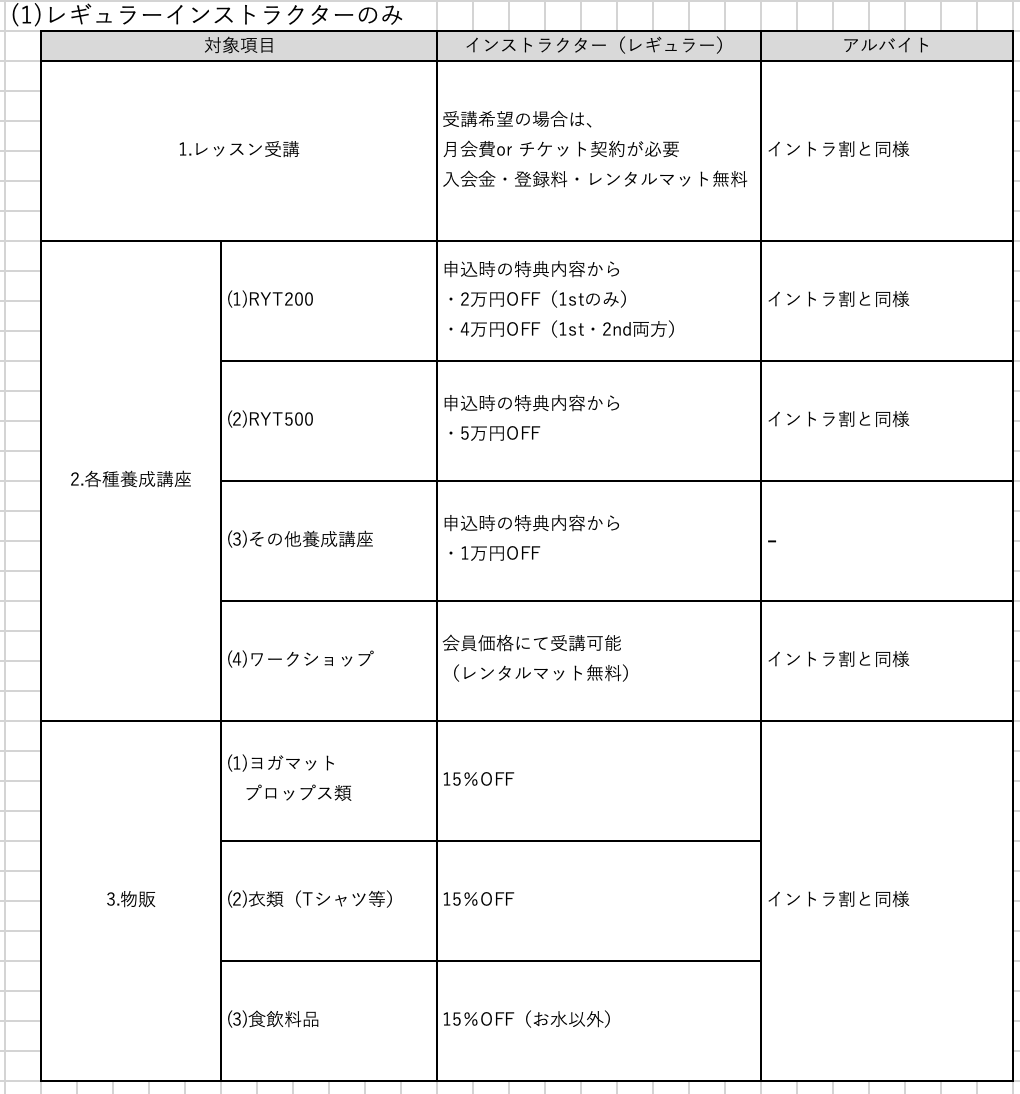 (1)レギュラーインストラクターのみ
対象項目
インストラクター（レギュラー）
アルバイト
1.レッスン受講
受講希望の場合は、
月会費or チケット契約が必要
入会金・登録料・レンタルマット無料
イントラ割と同様
2.各種養成講座
(1)RYT200
申込時の特典内容から
・2万円OFF（1stのみ）
・4万円OFF（1st・2nd両方）
イントラ割と同様
(2)RYT500
申込時の特典内容から
・5万円OFF
イントラ割と同様
(3)その他養成講座
申込時の特典内容から
・1万円OFF
–
(4)ワークショップ
会員価格にて受講可能
（レンタルマット無料）
イントラ割と同様
3.物販
(1)ヨガマット
プロップス類
15%OFF
(2)衣類（Tシャツ等）
15%OFF
イントラ割と同様
(3)食飲料品
15%OFF（お水以外）